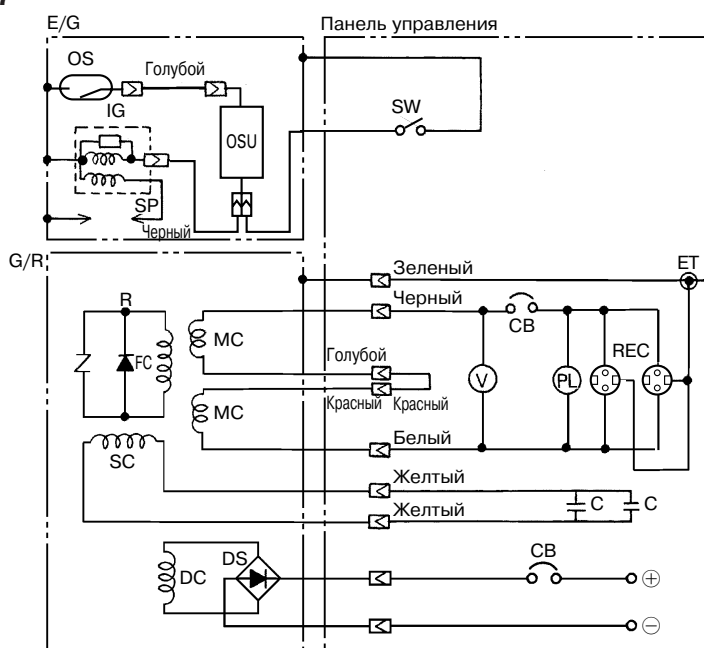 E/G
Панель управления
OS
Голубой
IG
OSU
SW
SP
Черный
G/R
Зеленый
ET
R
Черный
MC
CB
FC
REC
Голубой
V
PL
Красный
Красный
MC
Белый
SC
Желтый
C
C
Желтый
DS
CB
DC
+
−